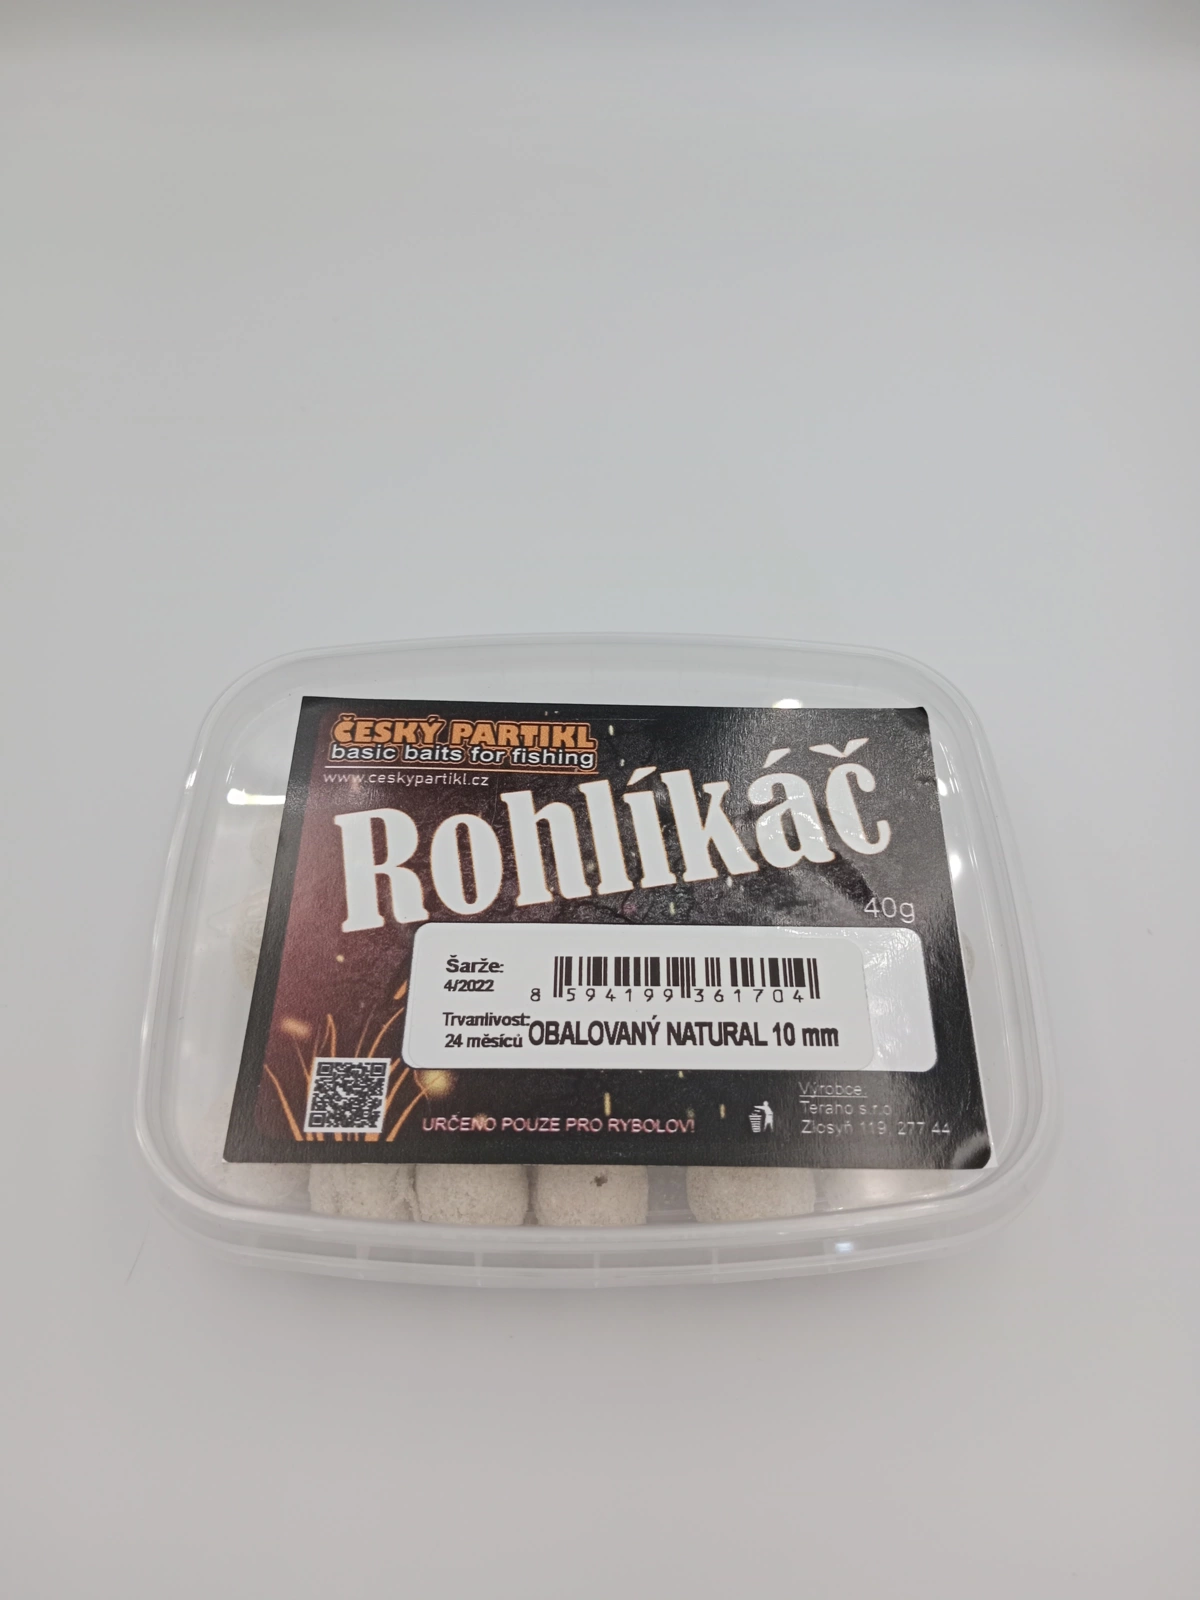 ČESKÝ PARTIKL
basic baits for fishing
www.ceskypartikl.cz
Rohlíkáč
40g
Šarže:
4/2022
8 594199 361704
Trvanlivost:
24 měsíců
OBALOVANÝ NATURAL 10 mm
URČENO POUZE PRO RYBOLOV!
Výrobce:
Teraho s.r.o.
Zlosyň 119, 277 44